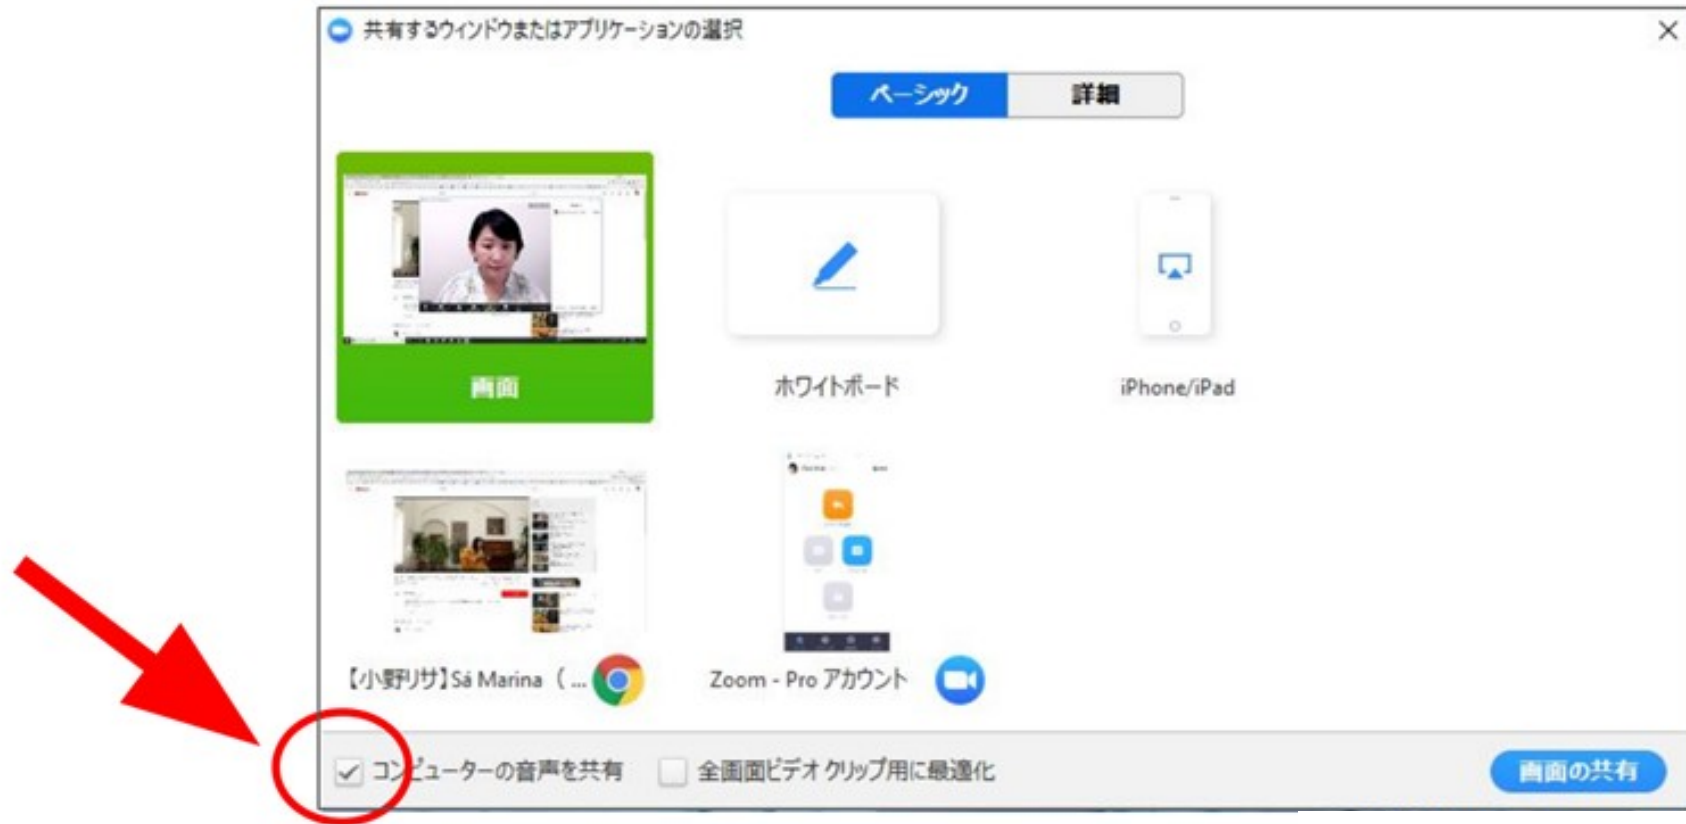 共有するウィンドウまたはアプリケーションの選択
ベーシック
詳細
画面
ホワイトボード
iPhone/iPad
【小野リサ】Sá Marina （ ...
Zoom - Pro アカウント
コンピューターの音声を共有
全画面ビデオ クリップ用に最適化
画面の共有